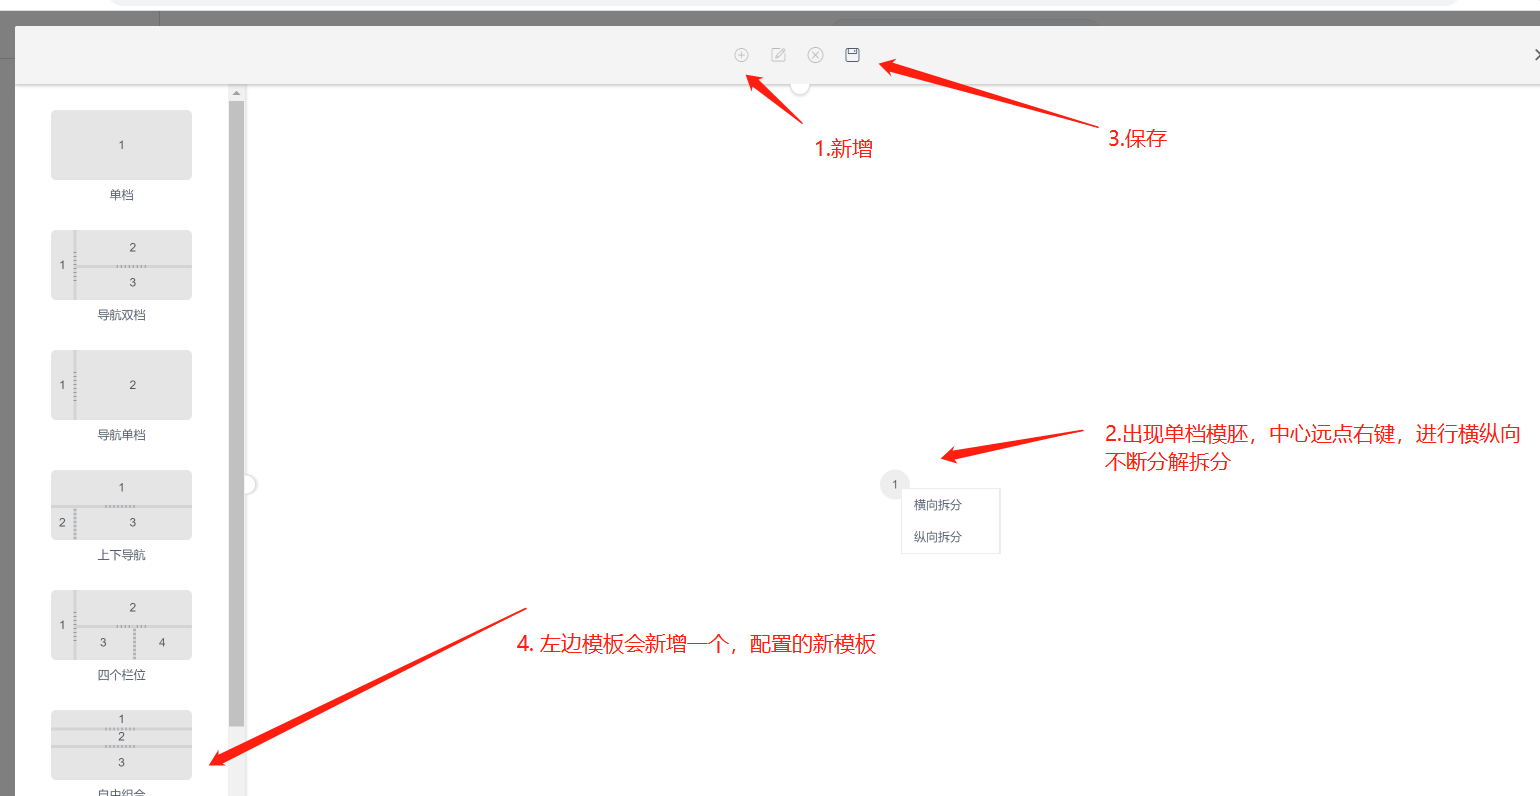 1.新增
3.保存
1
单档
1
2
3
导航双档
1
2
导航单档
2.出现单档模胚，中心远点右键，进行横纵向
不断分解拆分
1
横向拆分
纵向拆分
1
2
3
上下导航
1
2
3
4
四个栏位
4. 左边模板会新增一个，配置的新模板
1
2
3
自由组合